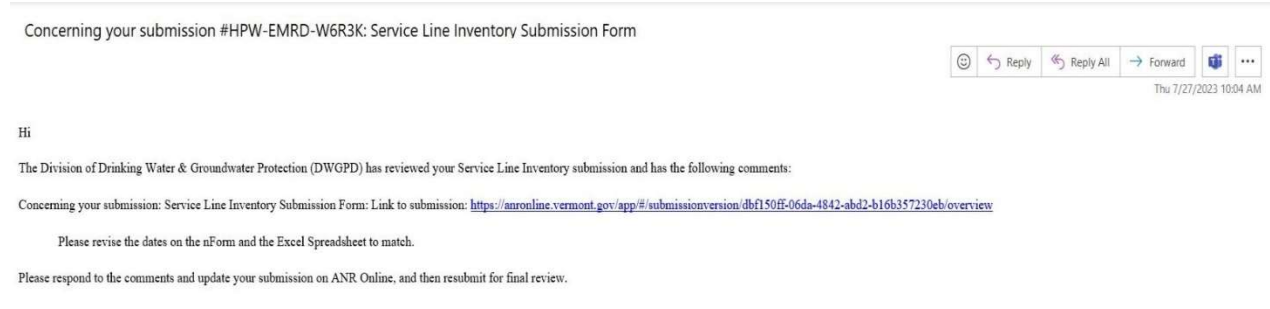 Concerning your submission #HPW-EMRD-W6R3K: Service Line Inventory Submission Form
Reply Reply All Forward
Thu 7/27/2023 10:04 AM
Hi
The Division of Drinking Water & Groundwater Protection (DWGPD) has reviewed your Service Line Inventory submission and has the following comments:
Concerning your submission: Service Line Inventory Submission Form: Link to submission: https://anronline.vermont.gov/app/#/submissionversion/dbf150ff-06da-4842-abd2-b16b357230eb/overview
Please revise the dates on the nForm and the Excel Spreadsheet to match.
Please respond to the comments and update your submission on ANR Online, and then resubmit for final review.